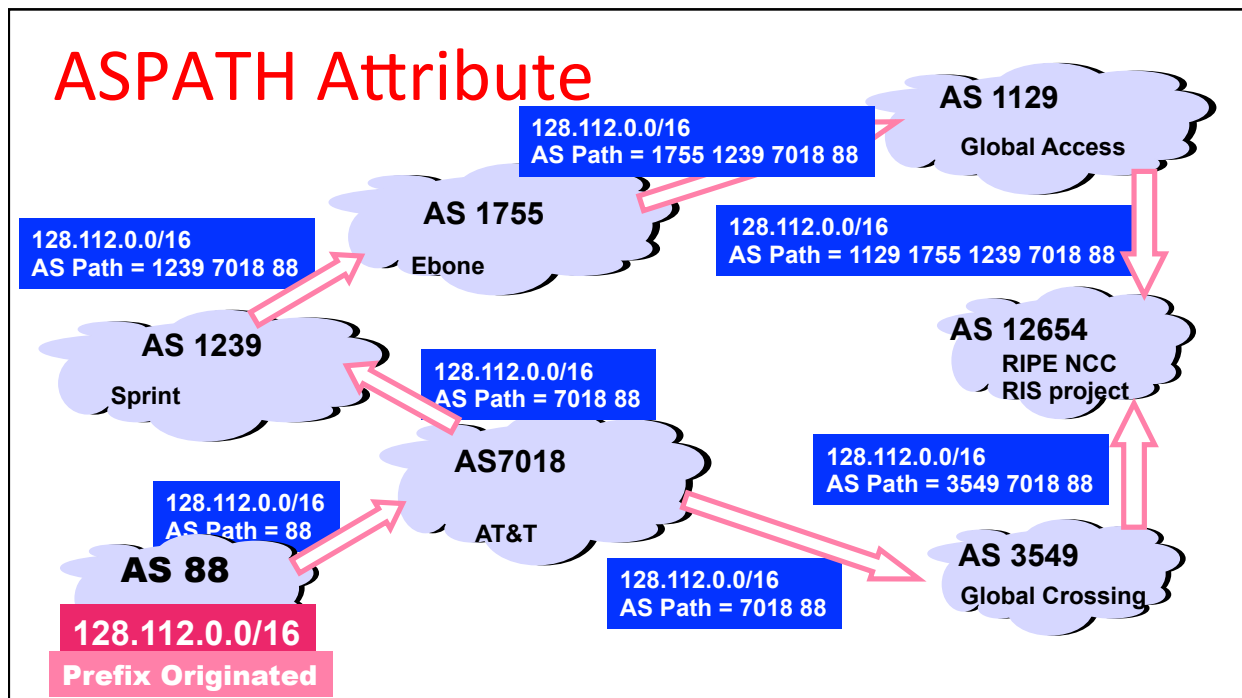 ASPATH Attribute
AS 1129
Global Access
128.112.0.0/16
AS Path = 1755 1239 7018 88
AS 1755
Ebone
128.112.0.0/16
AS Path = 1239 7018 88
128.112.0.0/16
AS Path = 1129 1755 1239 7018 88
AS 1239
Sprint
AS 12654
RIPE NCC
RIS project
128.112.0.0/16
AS Path = 7018 88
AS7018
AT&T
128.112.0.0/16
AS Path = 3549 7018 88
128.112.0.0/16
AS Path = 88
AS 88
128.112.0.0/16
AS Path = 7018 88
AS 3549
Global Crossing
128.112.0.0/16
Prefix Originated